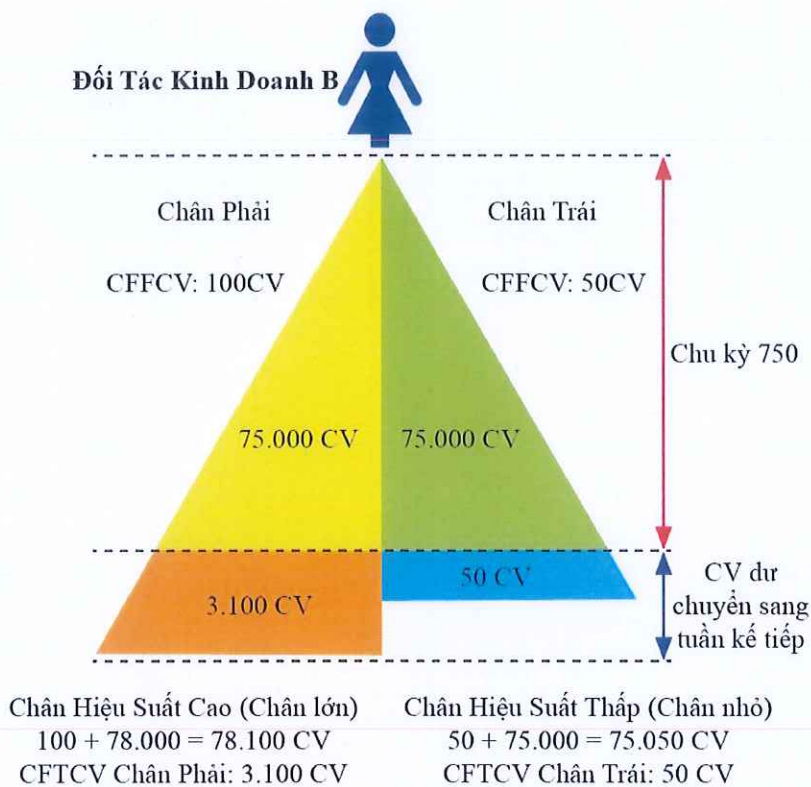 Đối Tác Kinh Doanh B
Chân Phải
Chân Trái
CFFCV: 100CV
CFFCV: 50CV
Chu kỳ 750
75.000 CV
75.000 CV
3.100 CV
50 CV
CV dư
chuyển sang
tuần kế tiếp
Chân Hiệu Suất Cao (Chân lớn)
100 + 78.000 = 78.100 CV
CFTCV Chân Phải: 3.100 CV
Chân Hiệu Suất Thấp (Chân nhỏ)
50 + 75.000 = 75.050 CV
CFTCV Chân Trái: 50 CV